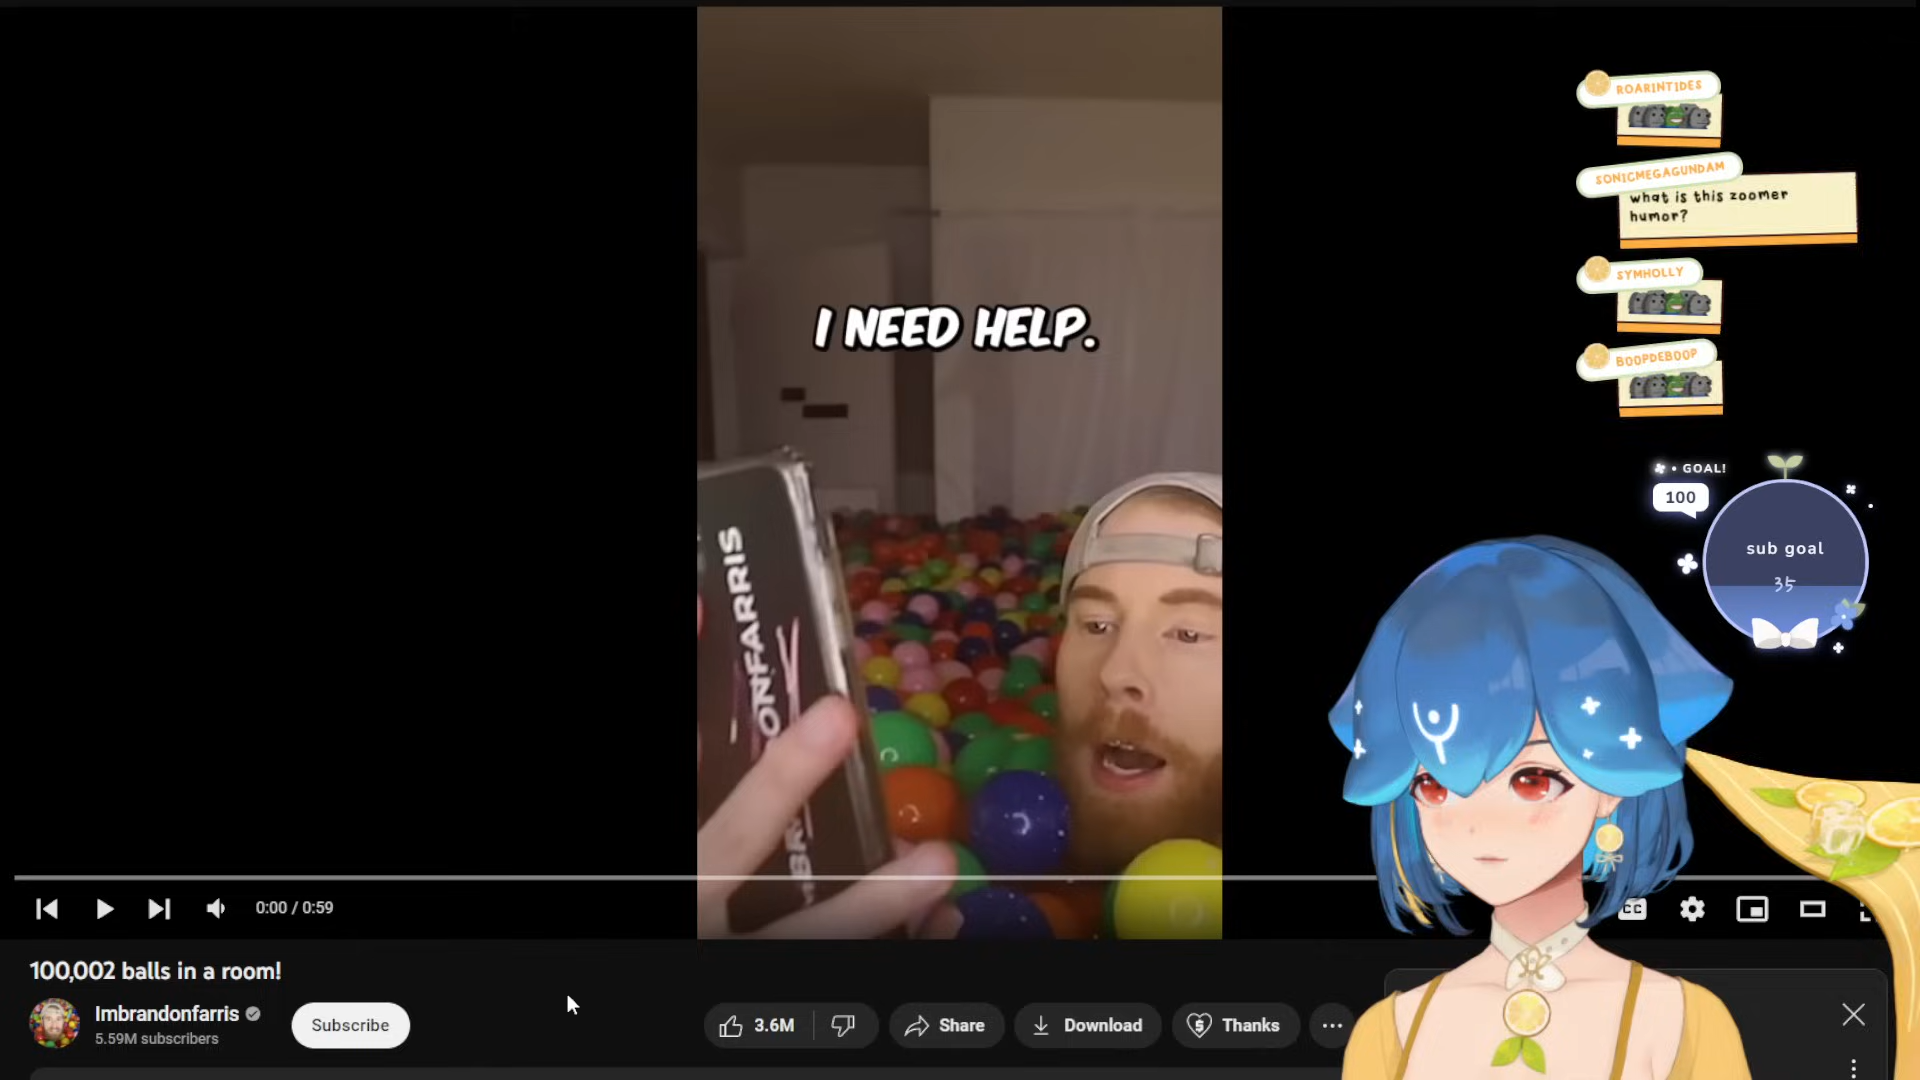 I NEED HELP.
ONFARRIS
ROARINTIDES
SONICMEGAGUNDAM
what is this zoomer
humor?
SYMHOLLY
BOOPDEBOOP
• GOAL!
100
sub goal
35
0:00 / 0:59
CC
100,002 balls in a room!
Imbrandonfarris
5.59M subscribers
Subscribe
3.6M
Share
Download
Thanks